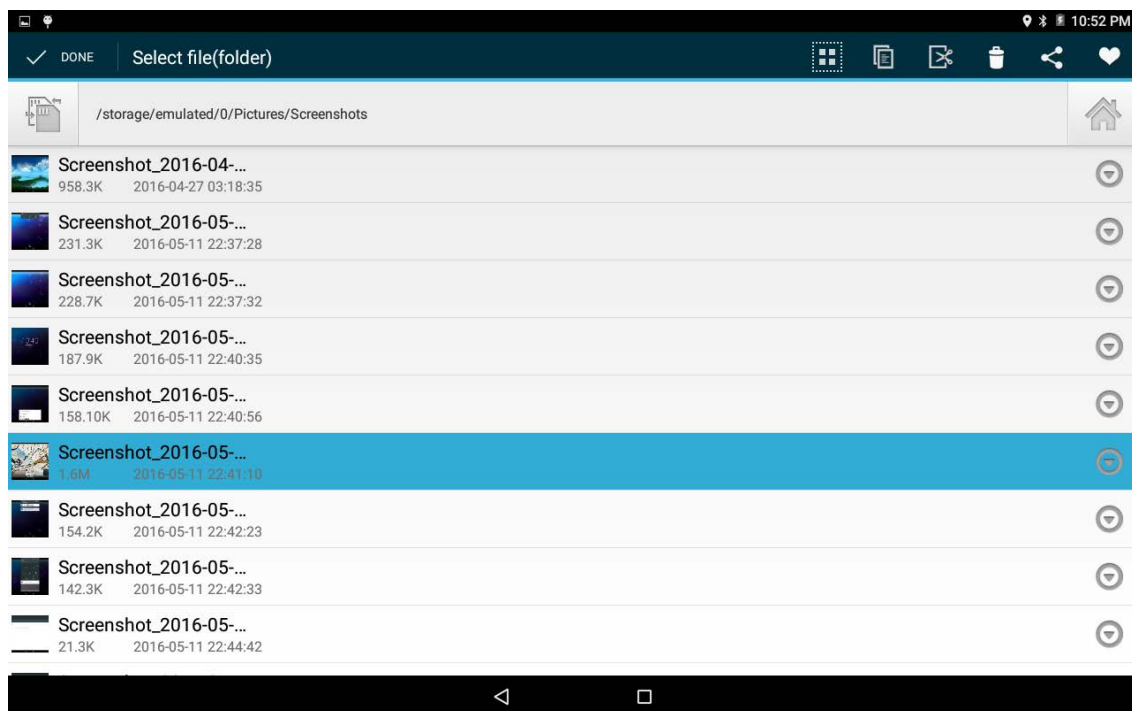 10:52 PM
DONE Select file(folder)
/storage/emulated/0/Pictures/Screenshots
Screenshot_2016-04-...
958.3K 2016-04-27 03:18:35
Screenshot_2016-05-...
231.3K 2016-05-11 22:37:28
Screenshot_2016-05-...
228.7K 2016-05-11 22:37:32
Screenshot_2016-05-...
187.9K 2016-05-11 22:40:35
Screenshot_2016-05-...
158.10K 2016-05-11 22:40:56
Screenshot_2016-05-...
1.6M 2016-05-11 22:41:10
Screenshot_2016-05-...
154.2K 2016-05-11 22:42:23
Screenshot_2016-05-...
142.3K 2016-05-11 22:42:33
Screenshot_2016-05-...
21.3K 2016-05-11 22:44:42